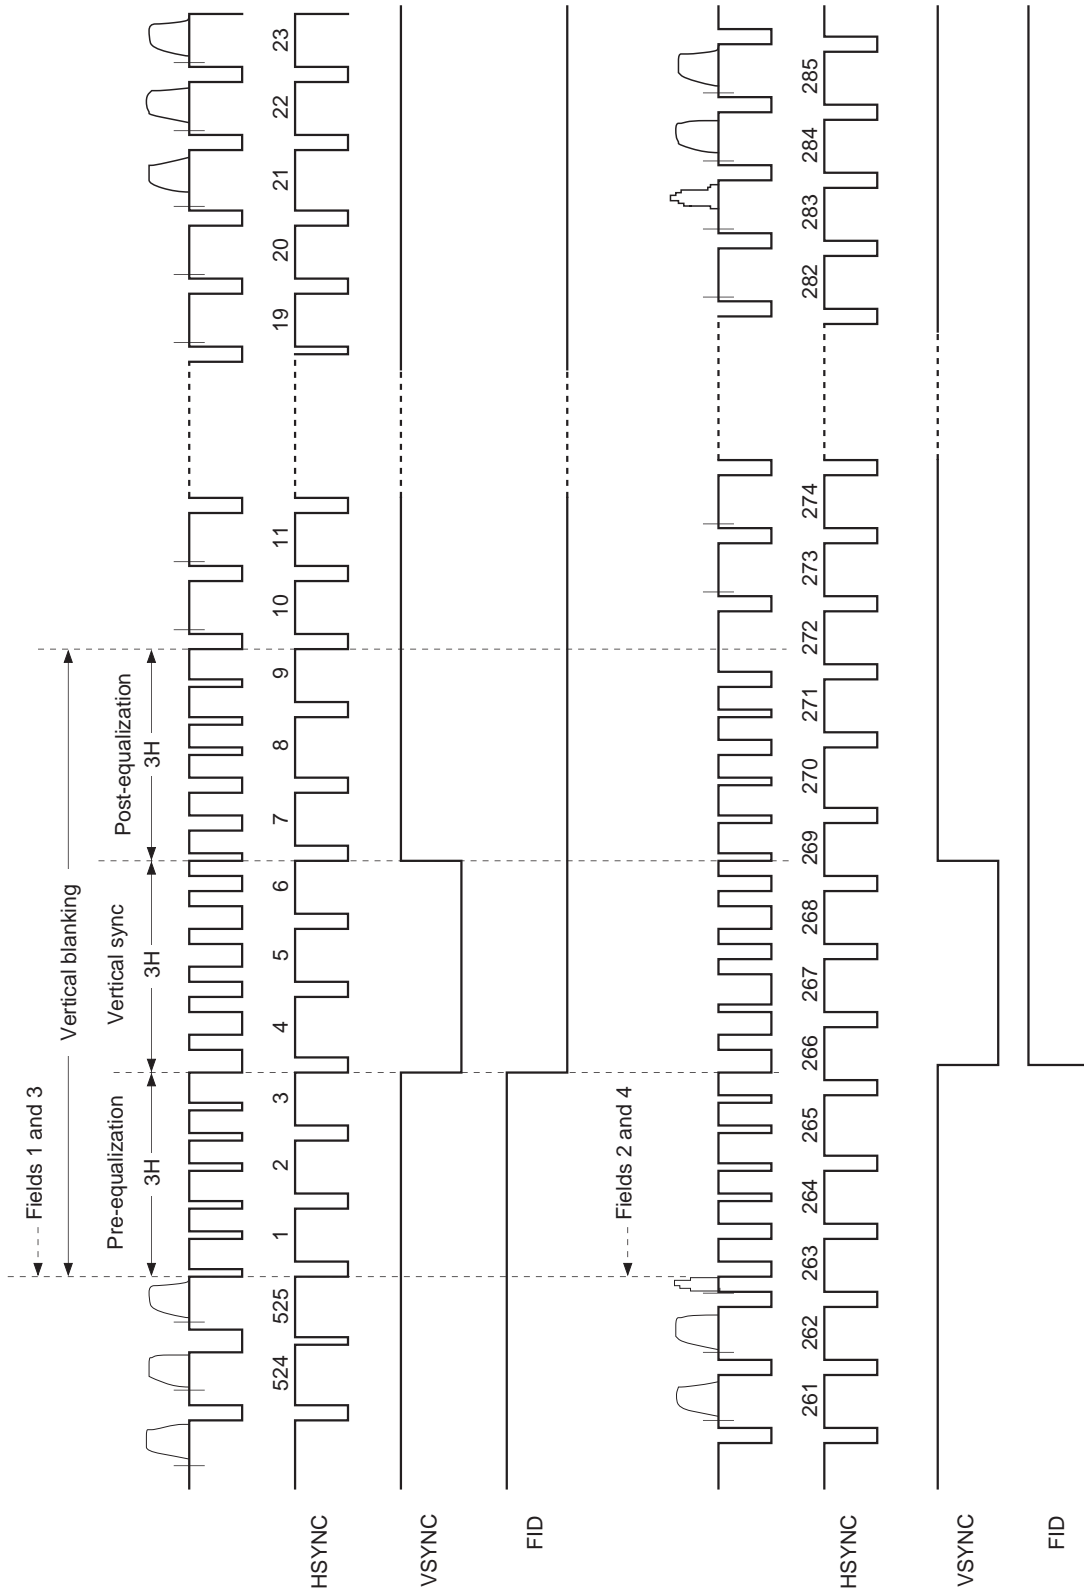 Fields 1 and 3
Vertical blanking
Pre-equalization
Vertical sync
Post-equalization
3H
3H
3H
524 525 1 2 3 4 5 6 7 8 9 10 11 19 20 21 22 23
HSYNC
VSYNC
FID
Fields 2 and 4
261 262 263 264 265 266 267 268 269 270 271 272 273 274 282 283 284 285
HSYNC
VSYNC
FID